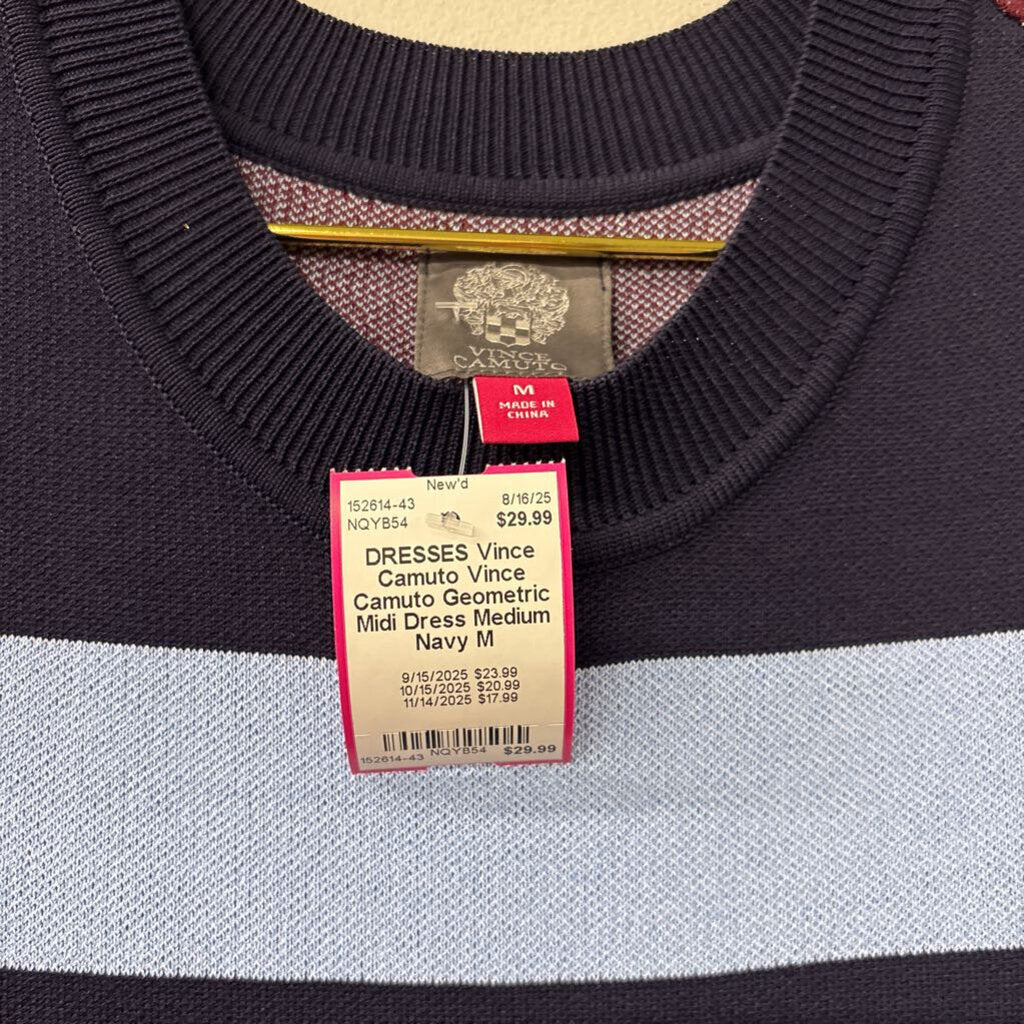 VINCE
CAMUTO
M
MADE IN
CHINA
New'd
152614-43 8/16/25
NQYB54 $29.99
DRESSES Vince
Camuto Vince
Camuto Geometric
Midi Dress Medium
Navy M
9/15/2025 $23.99
10/15/2025 $20.99
11/14/2025 $17.99
152614-43 NQYB54 $29.99